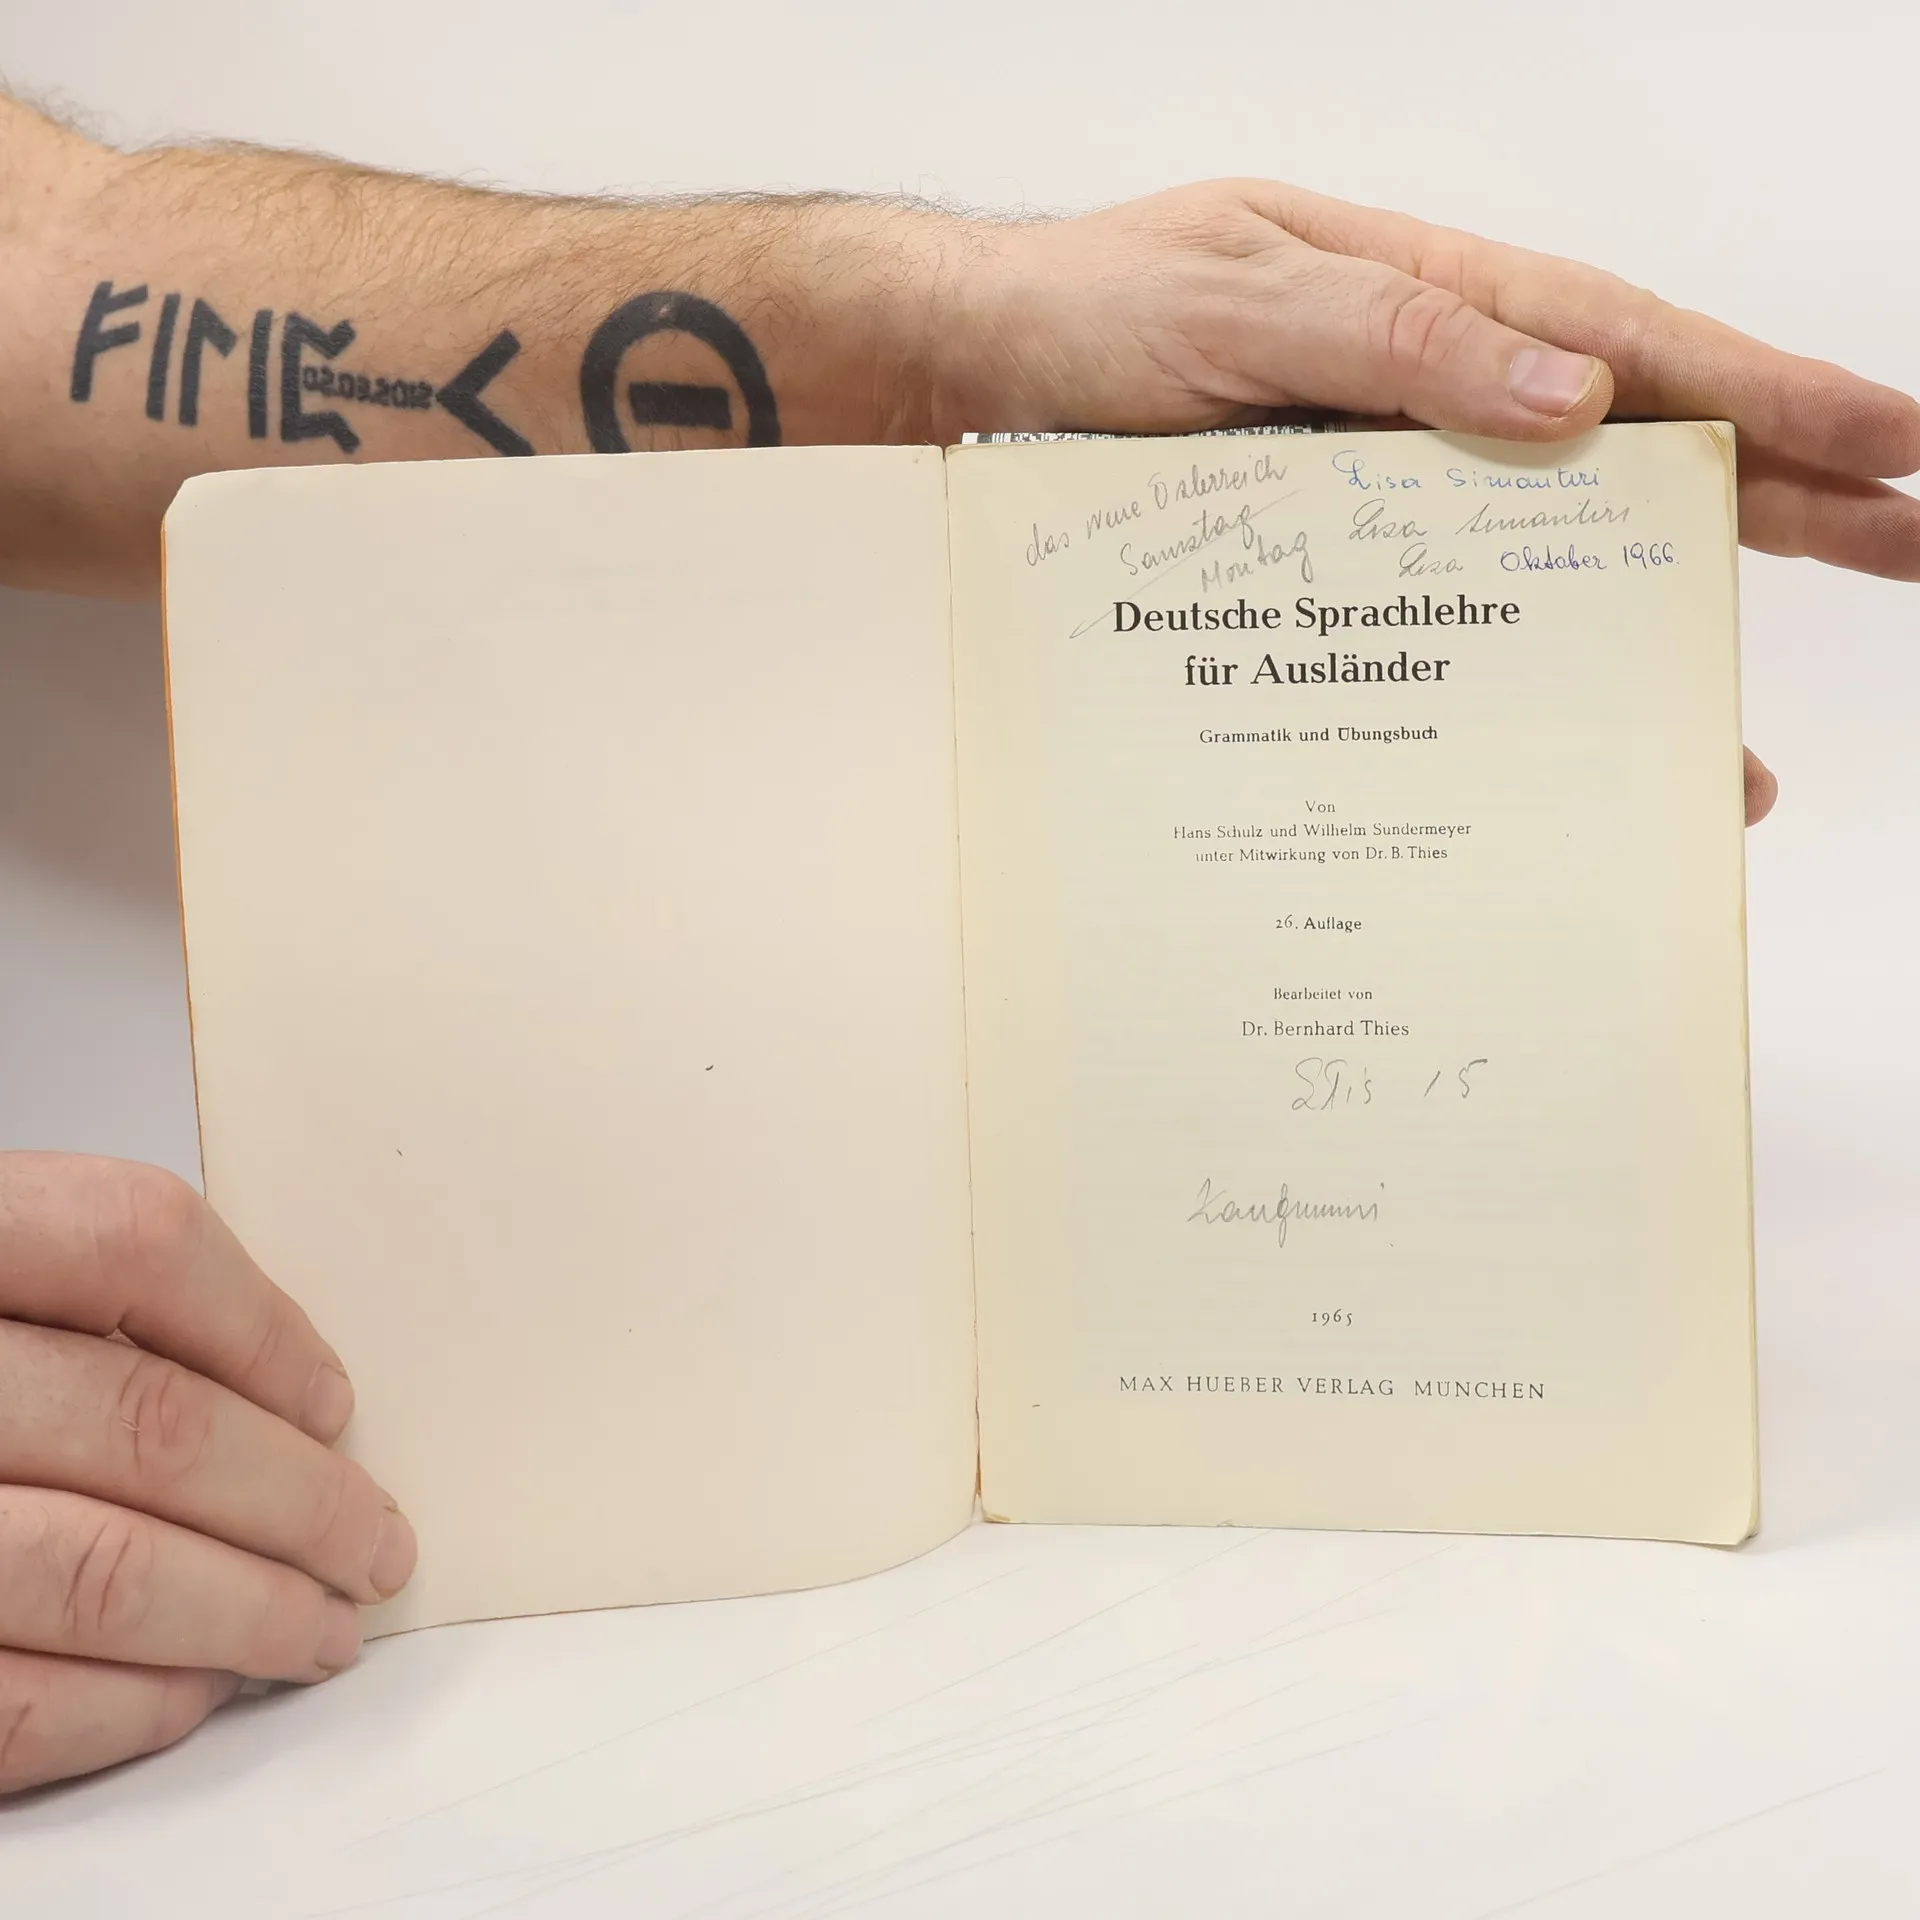 das neue Österreich
Samstag
Montag
Lisa Simantiri
Lisa Simantiri
Lisa Oktober 1966.
Deutsche Sprachlehre
für Ausländer
Grammatik und Übungsbuch
Von
Hans Schulz und Wilhelm Sundermeyer
unter Mitwirkung von Dr. B. Thies
26. Auflage
Bearbeitet von
Dr. Bernhard Thies
15
1965
MAX HUEBER VERLAG MÜNCHEN